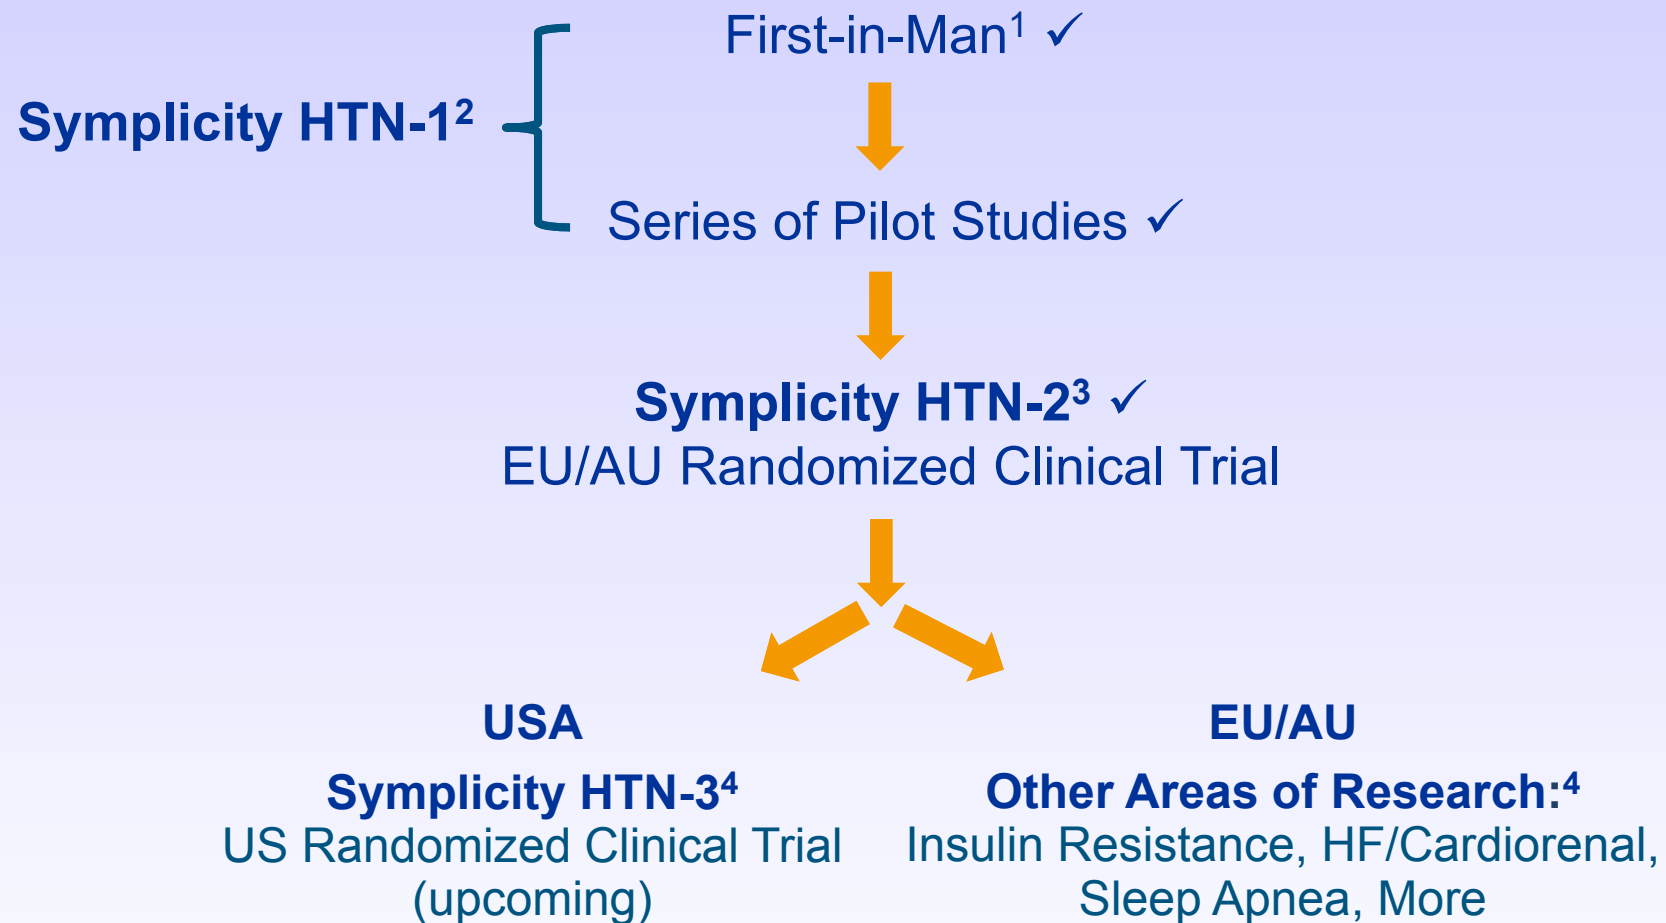 First-in-Man¹ ✓
Symplicity HTN-1²
Series of Pilot Studies ✓
Symplicity HTN-2³ ✓
EU/AU Randomized Clinical Trial
USA
Symplicity HTN-3⁴
US Randomized Clinical Trial
(upcoming)
EU/AU
Other Areas of Research:⁴
Insulin Resistance, HF/Cardiorenal,
Sleep Apnea, More